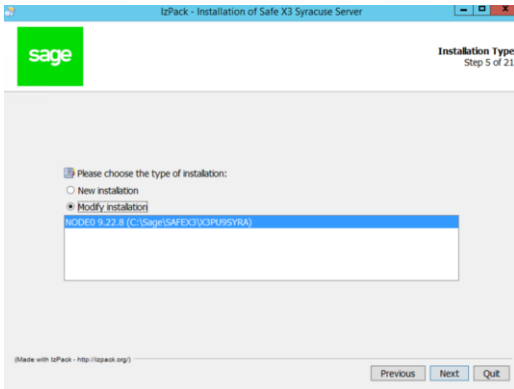 IzPack - Installation of Safe X3 Syracuse Server
sage
Installation Type
Step 5 of 21
Please choose the type of installation:
New installation
Modify installation
NODE0 9.22.8 (C:\Sage\SAFEX3\X3PU9SYRA)
(Made with IzPack - http://izpack.org/)
Previous Next Quit